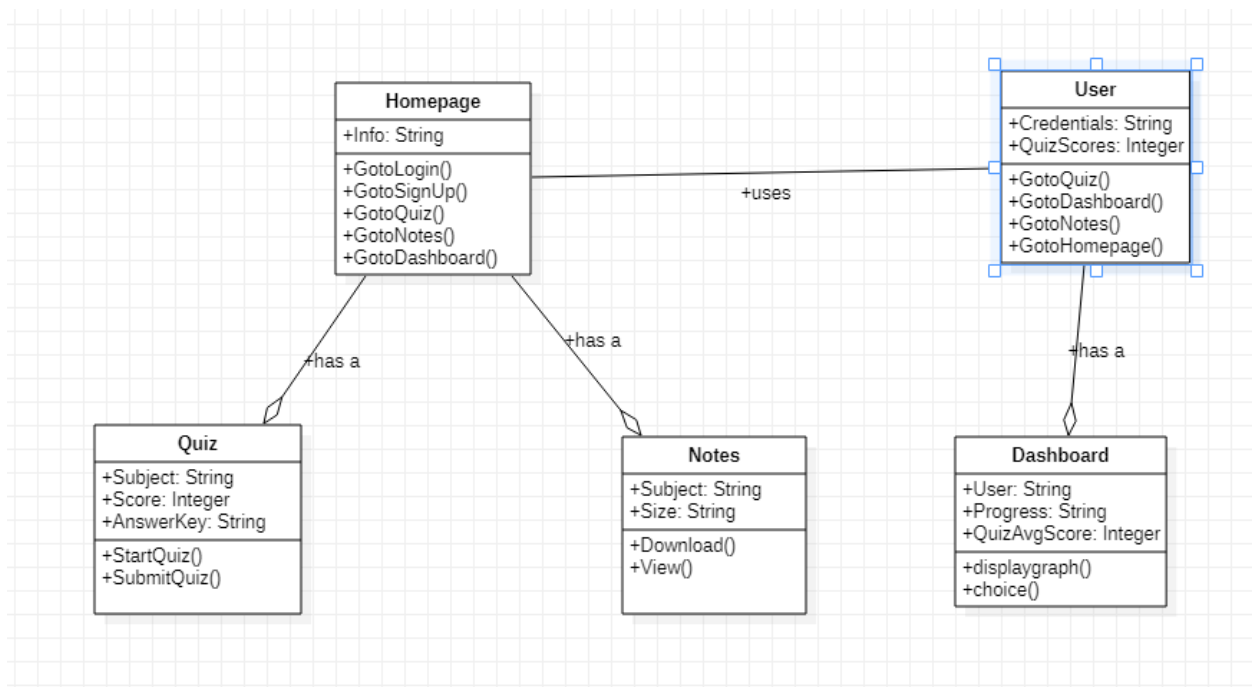 Homepage
+Info: String
+GotoLogin()
+GotoSignUp()
+GotoQuiz()
+GotoNotes()
+GotoDashboard()
+uses
User
+Credentials: String
+QuizScores: Integer
+GotoQuiz()
+GotoDashboard()
+GotoNotes()
+GotoHomepage()
+has a
+has a
+has a
Quiz
+Subject: String
+Score: Integer
+AnswerKey: String
+StartQuiz()
+SubmitQuiz()
Notes
+Subject: String
+Size: String
+Download()
+View()
Dashboard
+User: String
+Progress: String
+QuizAvgScore: Integer
+displaygraph()
+choice()